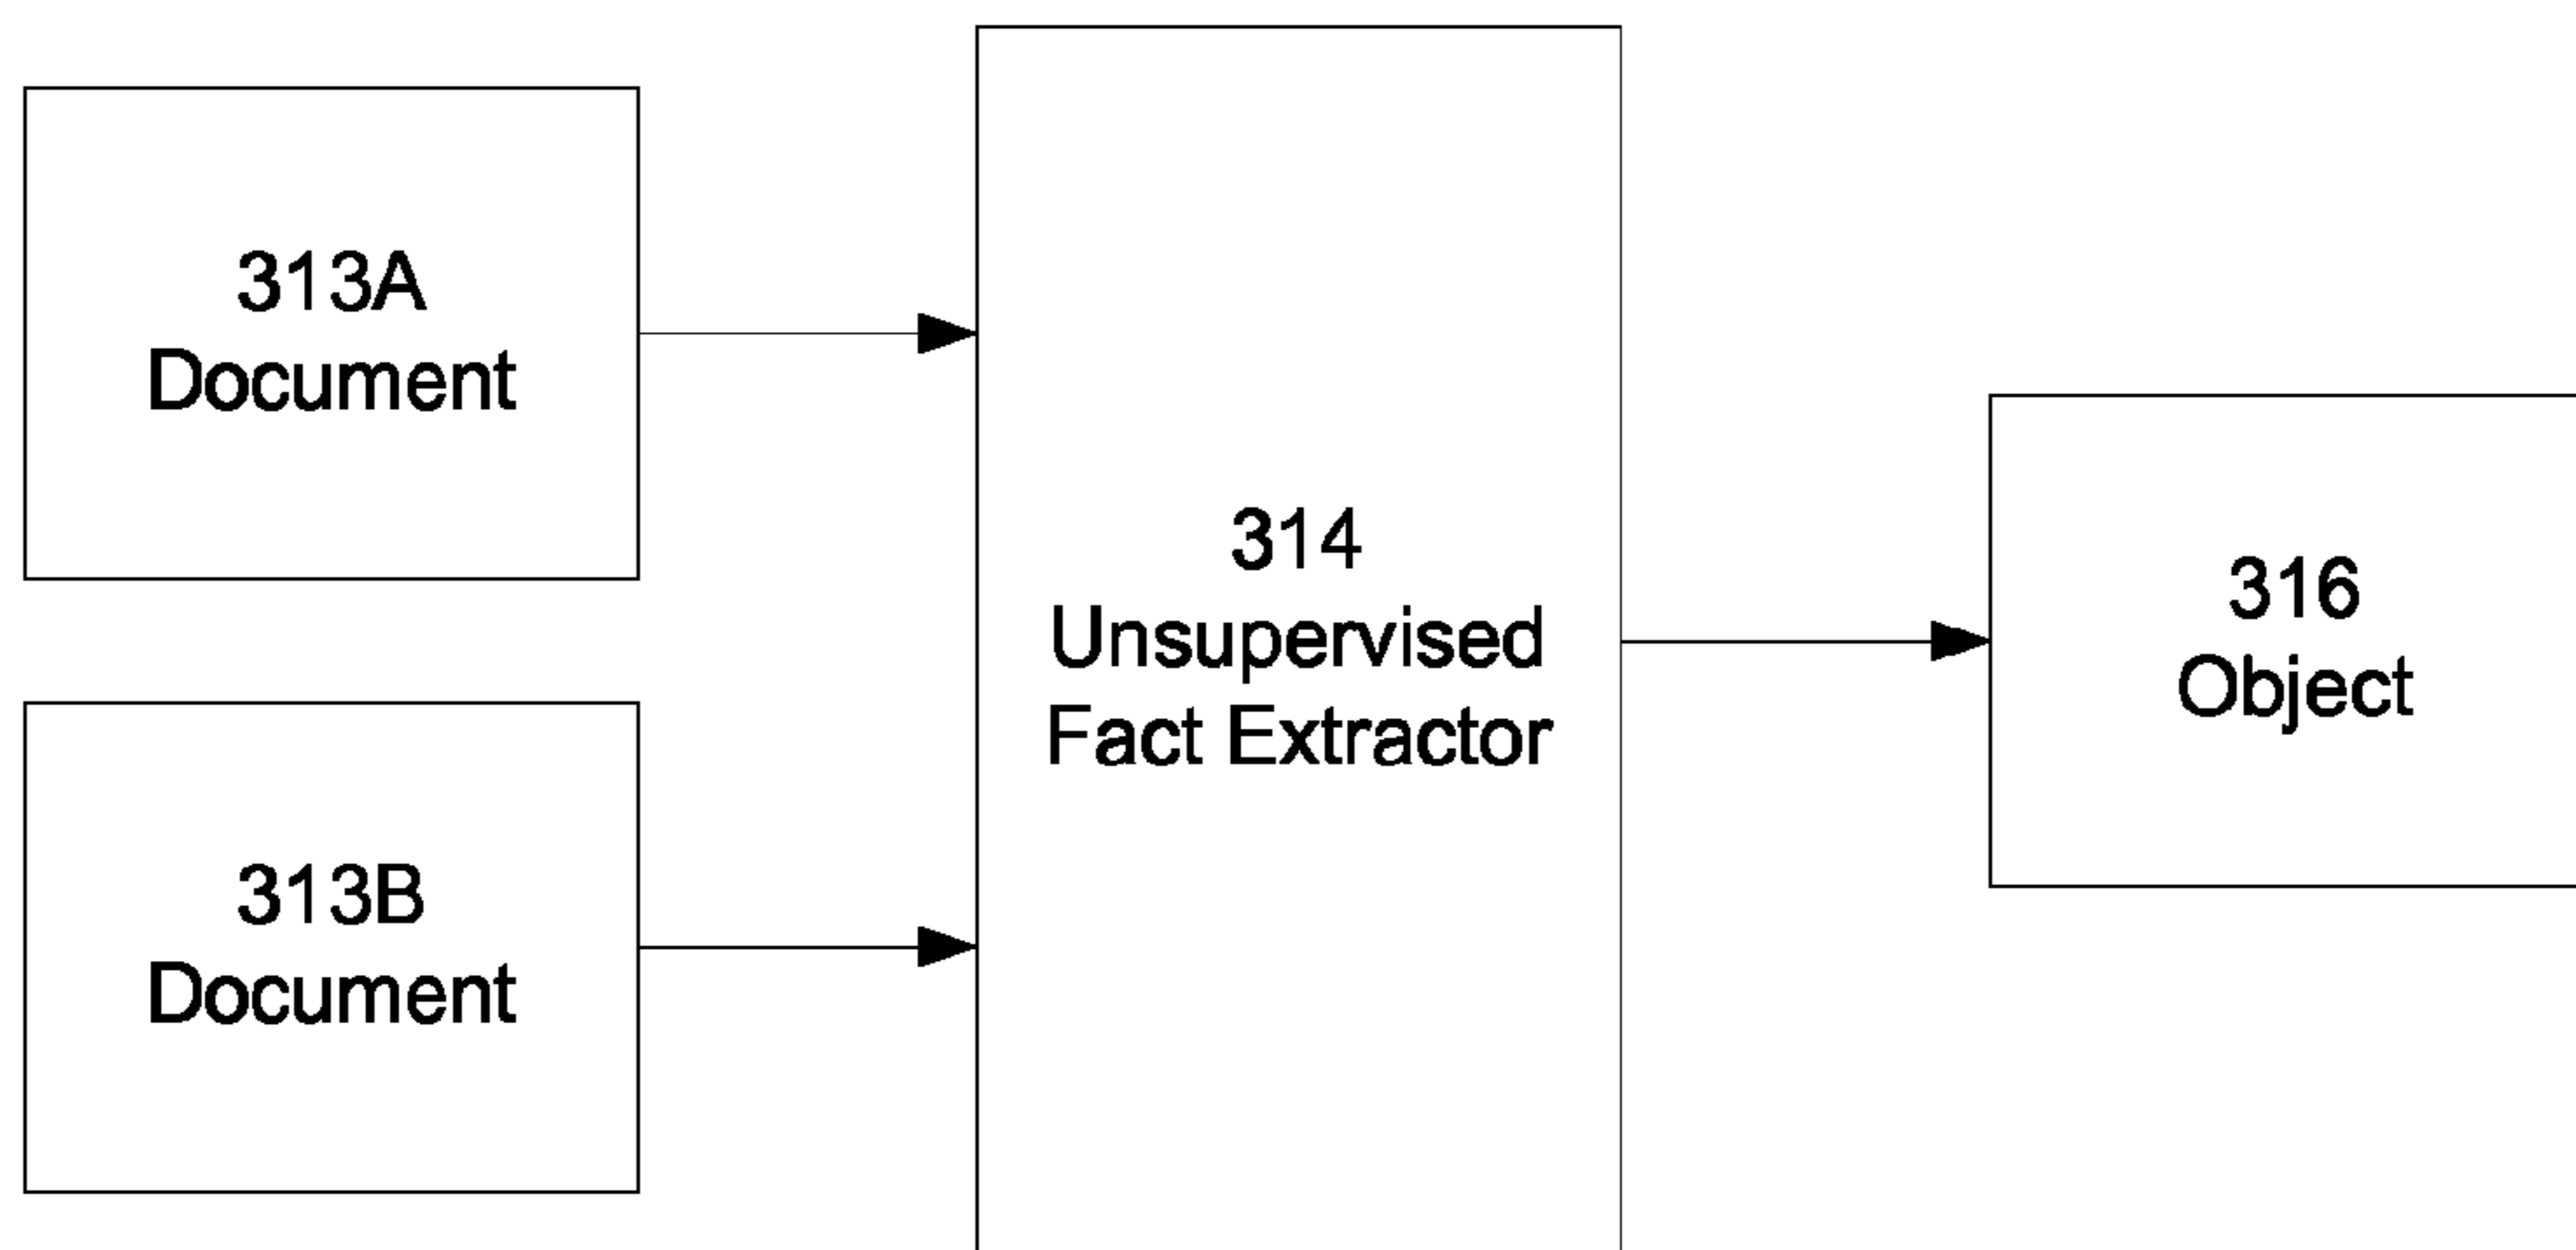 313A
Document
313B
Document
314
Unsupervised
Fact Extractor
316
Object